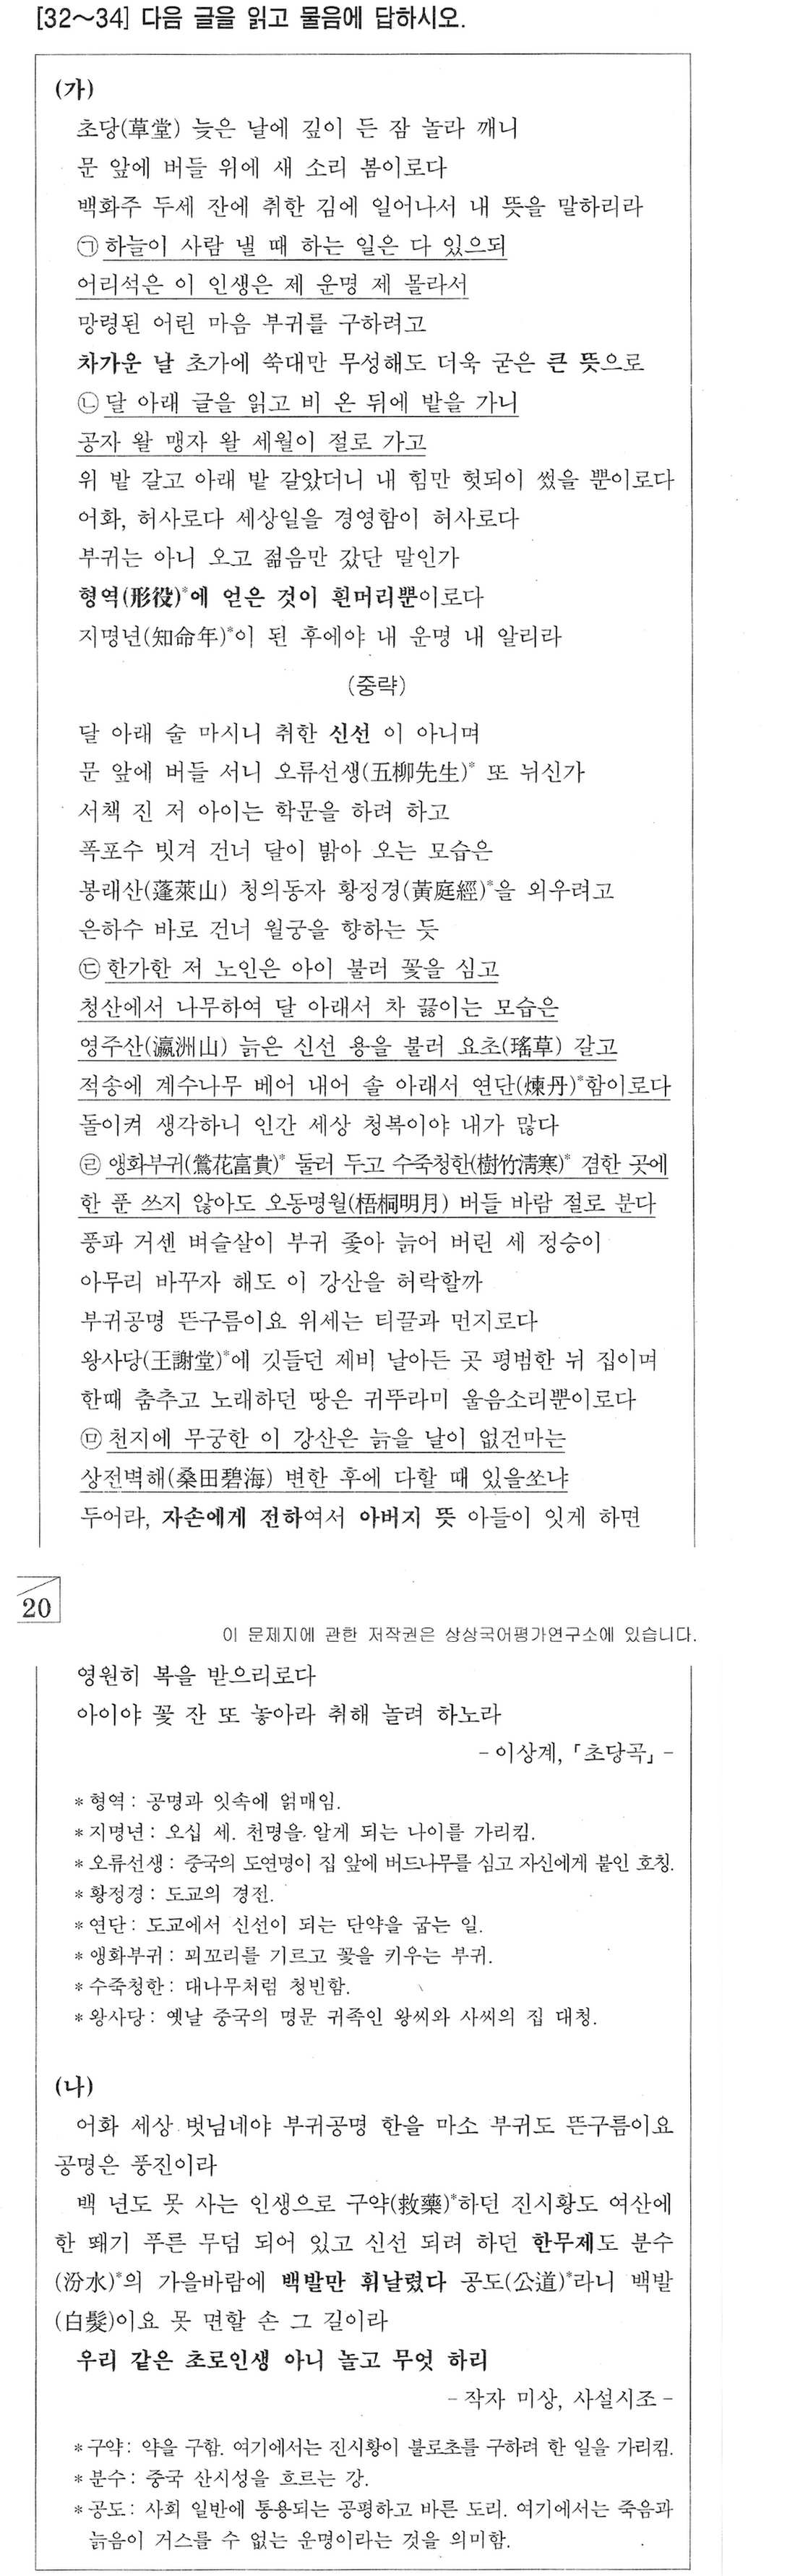 [32～34] 다음 글을 읽고 물음에 답하시오.
(가)
초당(草堂) 늦은 날에 깊이 든 잠 놀라 깨니
문 앞에 버들 위에 새 소리 봄이로다
백화주 두세 잔에 취한 김에 일어나서 내 뜻을 말하리라
㉠ 하늘이 사람 낼 때 하는 일은 다 있으되
어리석은 이 인생은 제 운명 제 몰라서
망령된 어린 마음 부귀를 구하려고
차가운 날 초가에 쑥대만 무성해도 더욱 굳은 큰 뜻으로
㉡ 달 아래 글을 읽고 비 온 뒤에 밭을 가니
공자 왈 맹자 왈 세월이 절로 가고
위 밭 갈고 아래 밭 갈았더니 내 힘만 헛되이 썼을 뿐이로다
어화, 허사로다 세상일을 경영함이 허사로다
부귀는 아니 오고 젊음만 갔단 말인가
형역(形役)*에 얻은 것이 흰머리뿐이로다
지명년(知命年)*이 된 후에야 내 운명 내 알리라
(중략)
달 아래 술 마시니 취한 신선 이 아니며
문 앞에 버들 서니 오류선생(五柳先生)* 또 뉘신가
서책 진 저 아이는 학문을 하려 하고
폭포수 빗겨 건너 달이 밝아 오는 모습은
봉래산(蓬萊山) 청의동자 황정경(黃庭經)*을 외우려고
은하수 바로 건너 월궁을 향하는 듯
㉢ 한가한 저 노인은 아이 불러 꽃을 심고
청산에서 나무하여 달 아래서 차 끓이는 모습은
영주산(瀛洲山) 늙은 신선 용을 불러 요초(瑤草) 갈고
적송에 계수나무 베어 내어 솔 아래서 연단(煉丹)*함이로다
돌이켜 생각하니 인간 세상 청복이야 내가 많다
㉣ 앵화부귀(鶯花富貴)* 둘러 두고 수죽청한(樹竹淸寒)* 겸한 곳에
한 푼 쓰지 않아도 오동명월(梧桐明月) 버들 바람 절로 분다
풍파 거센 벼슬살이 부귀 좇아 늙어 버린 세 정승이
아무리 바꾸자 해도 이 강산을 허락할까
부귀공명 뜬구름이요 위세는 티끌과 먼지로다
왕사당(王謝堂)*에 깃들던 제비 날아든 곳 평범한 뉘 집이며
한때 춤추고 노래하던 땅은 귀뚜라미 울음소리뿐이로다
㉤ 천지에 무궁한 이 강산은 늙을 날이 없건마는
상전벽해(桑田碧海) 변한 후에 다할 때 있을쏘냐
두어라, 자손에게 전하여서 아버지 뜻 아들이 잇게 하면
20
이 문제지에 관한 저작권은 상상국어평가연구소에 있습니다.
영원히 복을 받으리로다
아이야 꽃 잔 또 놓아라 취해 놀려 하노라
- 이상계, 「초당곡」 -
* 형역 : 공명과 잇속에 얽매임.
* 지명년 : 오십 세. 천명을 알게 되는 나이를 가리킴.
* 오류선생 : 중국의 도연명이 집 앞에 버드나무를 심고 자신에게 붙인 호칭.
* 황정경 : 도교의 경전.
* 연단 : 도교에서 신선이 되는 단약을 굽는 일.
* 앵화부귀 : 꾀꼬리를 기르고 꽃을 키우는 부귀.
* 수죽청한 : 대나무처럼 청빈함.
* 왕사당 : 옛날 중국의 명문 귀족인 왕씨와 사씨의 집 대청.
(나)
어화 세상 벗님네야 부귀공명 한을 마소 부귀도 뜬구름이요
공명은 풍진이라
백 년도 못 사는 인생으로 구약(救藥)*하던 진시황도 여산에
한 뙈기 푸른 무덤 되어 있고 신선 되려 하던 한무제도 분수
(汾水)*의 가을바람에 백발만 휘날렸다 공도(公道)*라니 백발
(白髮)이요 못 면할 손 그 길이라
우리 같은 초로인생 아니 놀고 무엇 하리
- 작자 미상, 사설시조 -
* 구약 : 약을 구함. 여기에서는 진시황이 불로초를 구하려 한 일을 가리킴.
* 분수 : 중국 산시성을 흐르는 강.
* 공도 : 사회 일반에 통용되는 공평하고 바른 도리. 여기에서는 죽음과
늙음이 거스를 수 없는 운명이라는 것을 의미함.